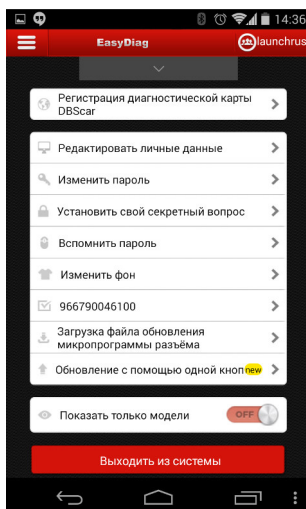 14:36
EasyDiag
launchrus
Регистрация диагностической карты
DBScar
Редактировать личные данные
Изменить пароль
Установить свой секретный вопрос
Вспомнить пароль
Изменить фон
966790046100
Загрузка файла обновления
микропрограммы разъёма
Обновление с помощью одной кноп new
Показать только модели
OFF
Выходить из системы